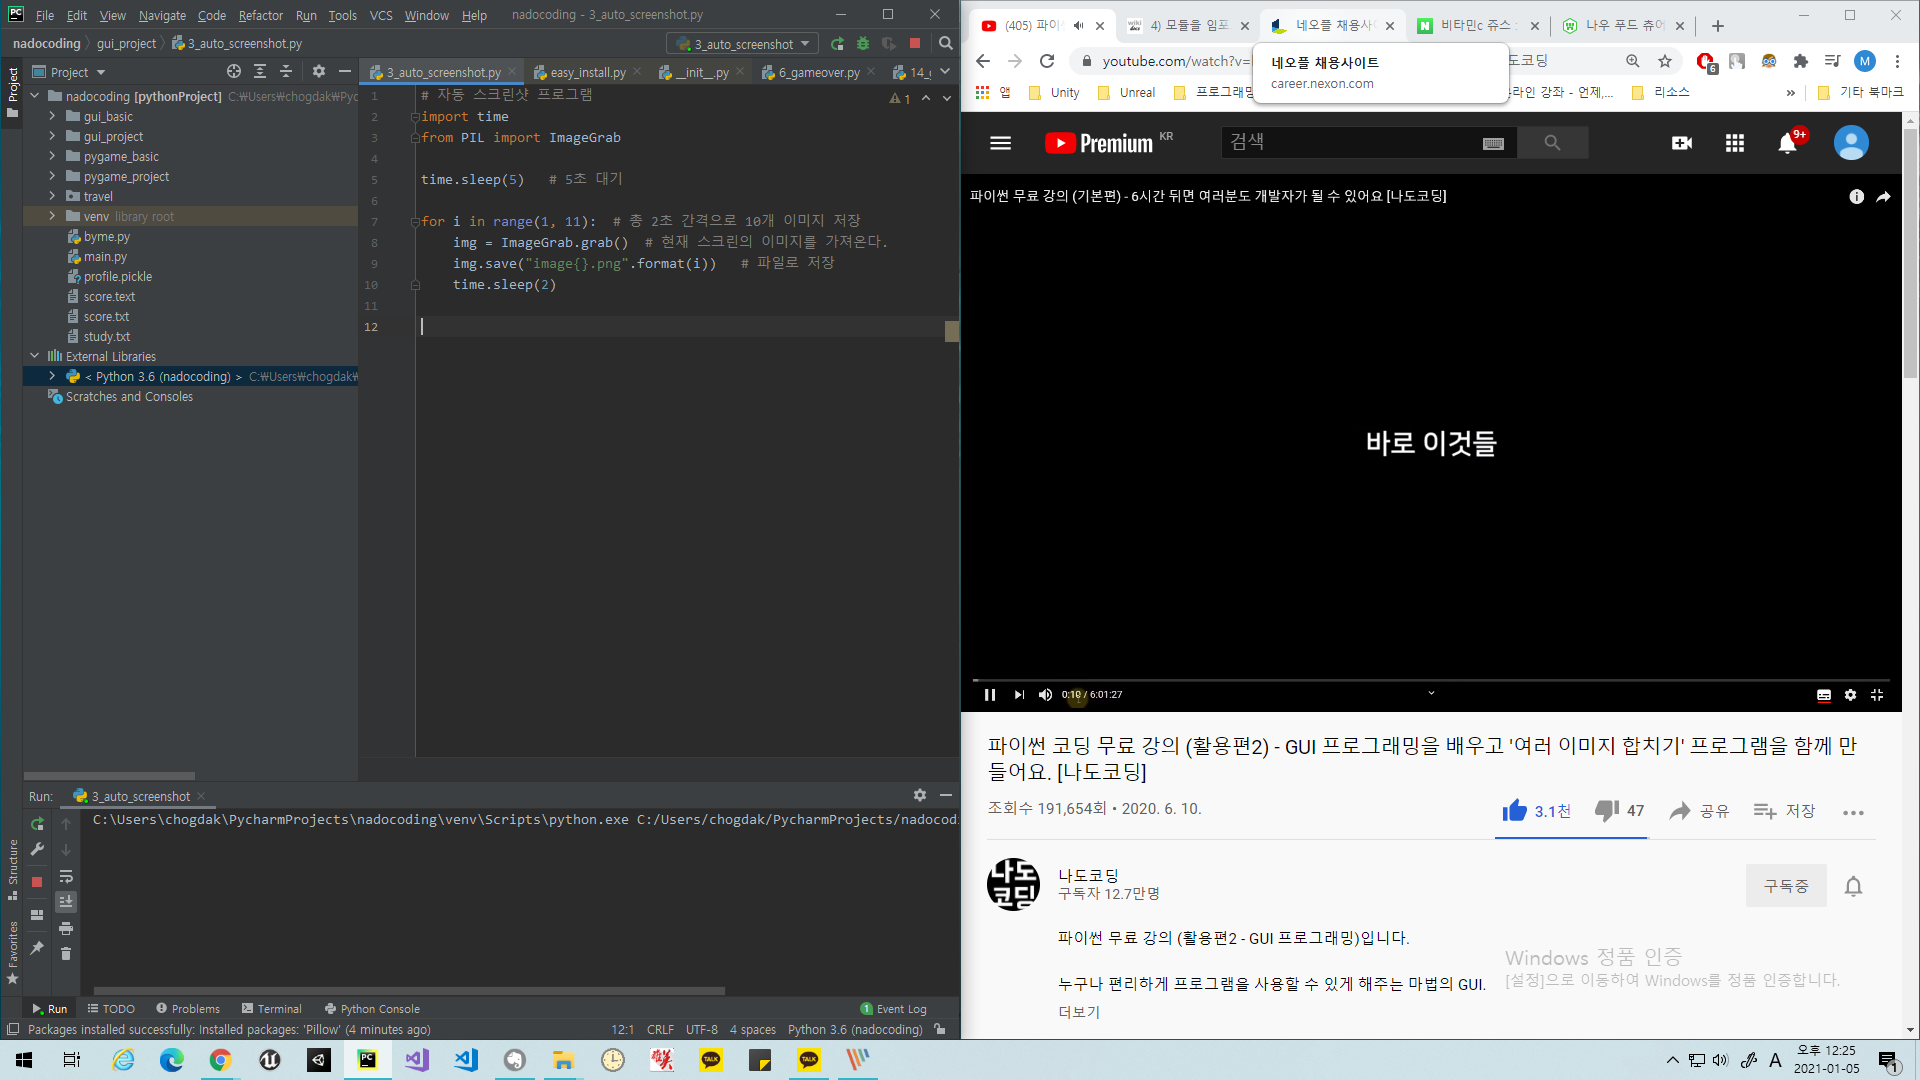 File Edit View Navigate Code Refactor Run Tools VCS Window Help nadocoding - 3_auto_screenshot.py
nadocoding gui_project 3_auto_screenshot.py
3_auto_screenshot
Project
Project
3_auto_screenshot.py easy_install.py __init__.py 6_gameover.py 14_
nadocoding [pythonProject] C:₩Users₩chogdak₩Pyc
gui_basic
gui_project
pygame_basic
pygame_project
travel
venv library root
byme.py
main.py
profile.pickle
score.text
score.txt
study.txt
External Libraries
< Python 3.6 (nadocoding) > C:₩Users₩chogdak₩
Scratches and Consoles
1 # 자동 스크린샷 프로그램
1
2 import time
3 from PIL import ImageGrab
4
5 time.sleep(5) # 5초 대기
6
7 for i in range(1, 11): # 총 2초 간격으로 10개 이미지 저장
8 img = ImageGrab.grab() # 현재 스크린의 이미지를 가져온다.
9 img.save("image{}.png".format(i)) # 파일로 저장
10 time.sleep(2)
11
12
Run: 3_auto_screenshot
C:\Users\chogdak\PycharmProjects\nadocoding\venv\Scripts\python.exe C:/Users/chogdak/PycharmProjects/nadocodi
Structure
Favorites
Run TODO Problems Terminal Python Console 1 Event Log
Packages installed successfully: Installed packages: 'Pillow' (4 minutes ago) 12:1 CRLF UTF-8 4 spaces Python 3.6 (nadocoding)
(405) 파이 4) 모듈을 임포 네오플 채용사이 비타민c 쥬스 나우 푸드 츄어
youtube.com/watch?v= 도코딩 6 M
네오플 채용사이트
career.nexon.com
앱 Unity Unreal 프로그래밍 라인 강좌 - 언제,... 리소스 » 기타 북마크
Premium KR
검색
9+
파이썬 무료 강의 (기본편) - 6시간 뒤면 여러분도 개발자가 될 수 있어요 [나도코딩]
바로 이것들
0:10 / 6:01:27
파이썬 코딩 무료 강의 (활용편2) - GUI 프로그래밍을 배우고 '여러 이미지 합치기' 프로그램을 함께 만
들어요. [나도코딩]
조회수 191,654회 • 2020. 6. 10.
3.1천 47 공유 저장
나도
코딩
나도코딩
구독자 12.7만명
구독중
파이썬 무료 강의 (활용편2 - GUI 프로그래밍)입니다.
누구나 편리하게 프로그램을 사용할 수 있게 해주는 마법의 GUI.
더보기
Windows 정품 인증
[설정]으로 이동하여 Windows를 정품 인증합니다.
PC
TALK
TALK
A
오후 12:25
2021-01-05
1